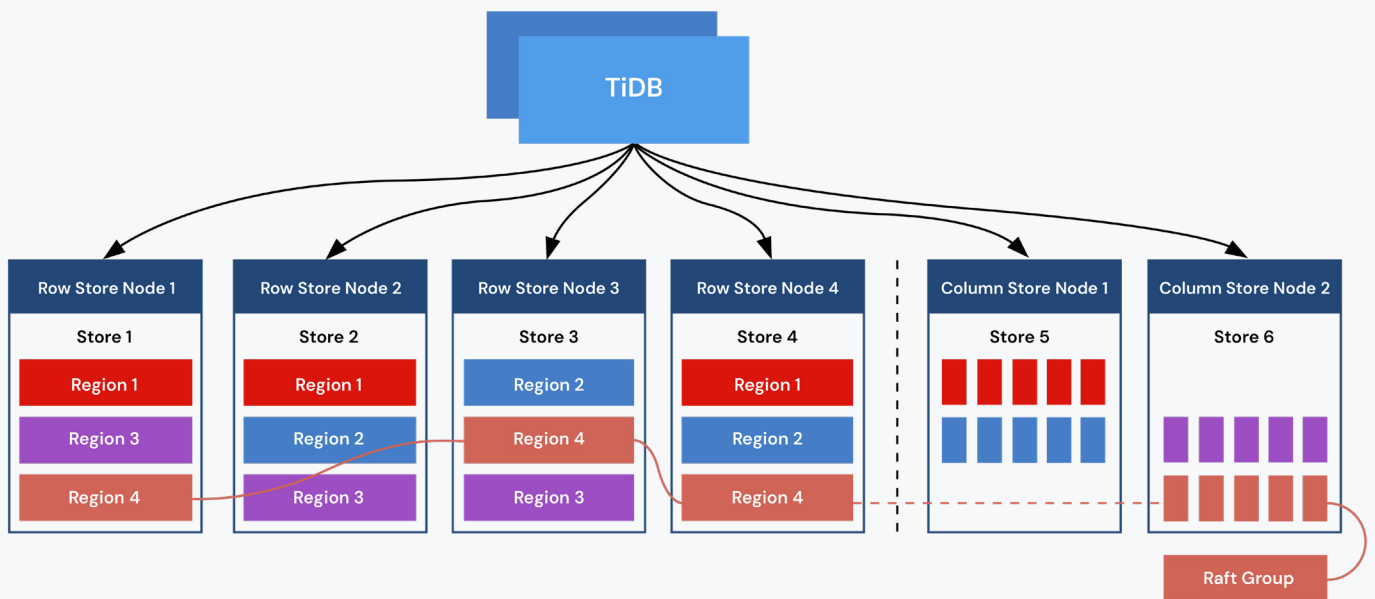 TiDB
Row Store Node 1
Row Store Node 2
Row Store Node 3
Row Store Node 4
Column Store Node 1
Column Store Node 2
Store 1
Store 2
Store 3
Store 4
Store 5
Store 6
Region 1
Region 1
Region 2
Region 1
Region 3
Region 2
Region 4
Region 2
Region 4
Region 3
Region 3
Region 4
Raft Group